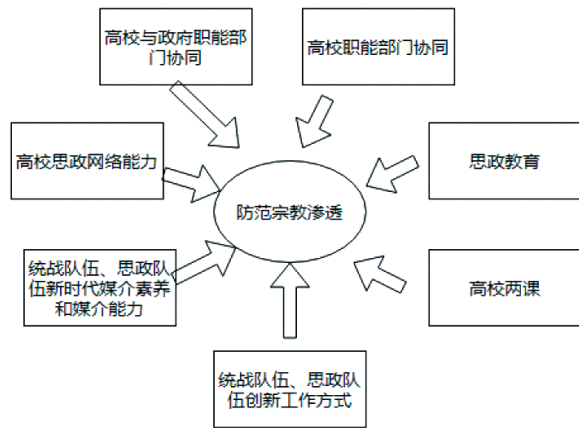 高校与政府职能部
门协同
高校职能部门协同
高校思政网络能力
思政教育
防范宗教渗透
统战队伍、思政队
伍新时代媒介素养
和媒介能力
高校两课
统战队伍、思政队
伍创新工作方式